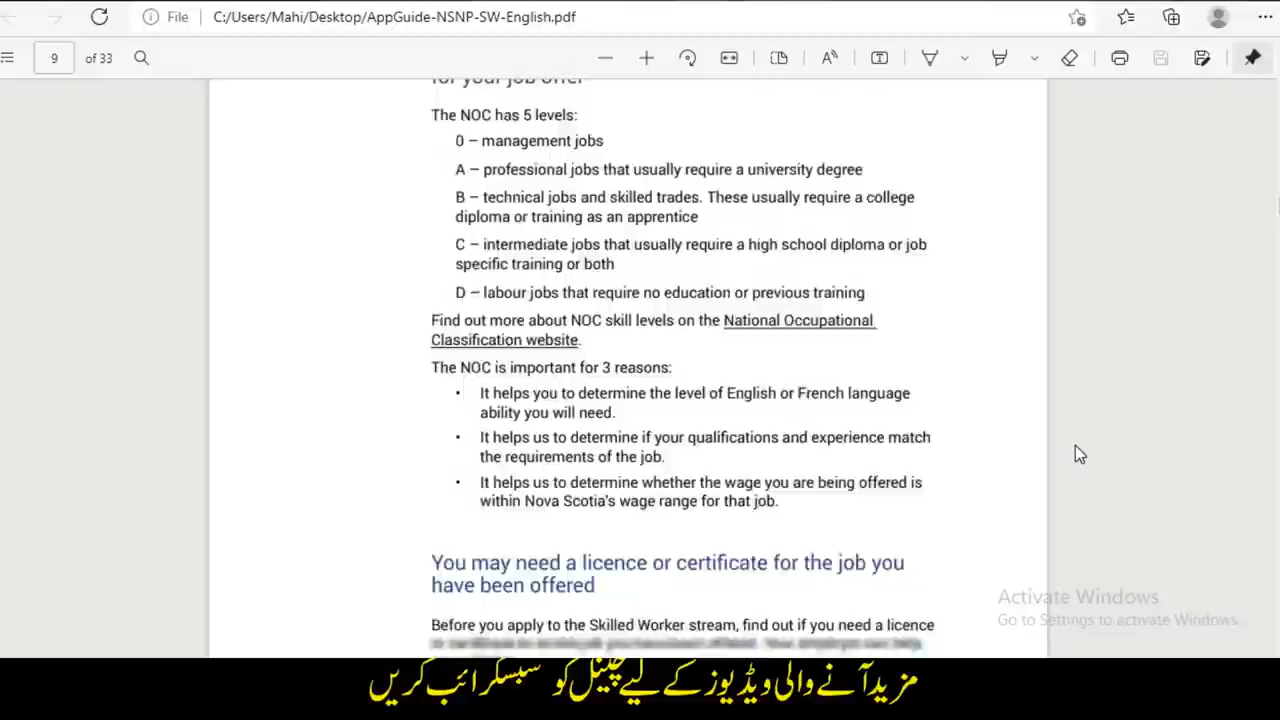 File
C:/Users/Mahi/Desktop/AppGuide-NSNP-SW-English.pdf
9 of 33
for your job offer
The NOC has 5 levels:
0 – management jobs
A – professional jobs that usually require a university degree
B – technical jobs and skilled trades. These usually require a college
diploma or training as an apprentice
C – intermediate jobs that usually require a high school diploma or job
specific training or both
D – labour jobs that require no education or previous training
Find out more about NOC skill levels on the National Occupational
Classification website.
The NOC is important for 3 reasons:
• It helps you to determine the level of English or French language
ability you will need.
• It helps us to determine if your qualifications and experience match
the requirements of the job.
• It helps us to determine whether the wage you are being offered is
within Nova Scotia's wage range for that job.
You may need a licence or certificate for the job you
have been offered
Before you apply to the Skilled Worker stream, find out if you need a licence
Activate Windows
Go to Settings to activate Windows.
مزید آنے والی ویڈیوز کے لیے چینل کو سبسکرائب کریں